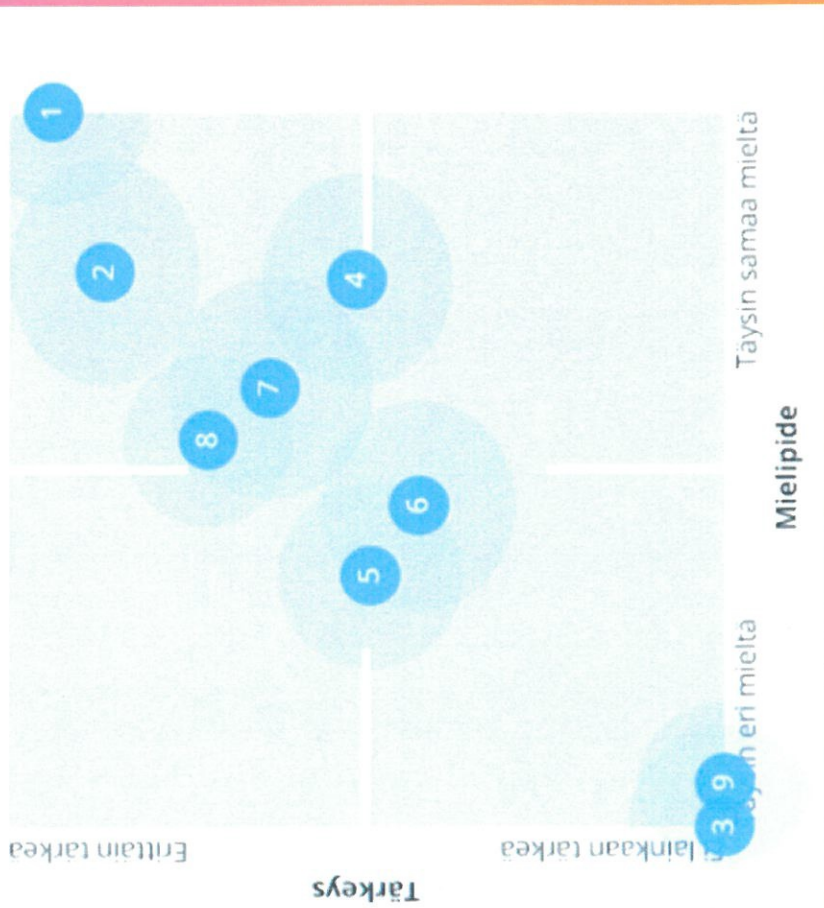 Erittäin tärkeä
Tärkeys
lainkaan tärkeä
1
2
8
7
4
5
6
3
9
eri mieltä
Täysin samaa mieltä
Mielipide